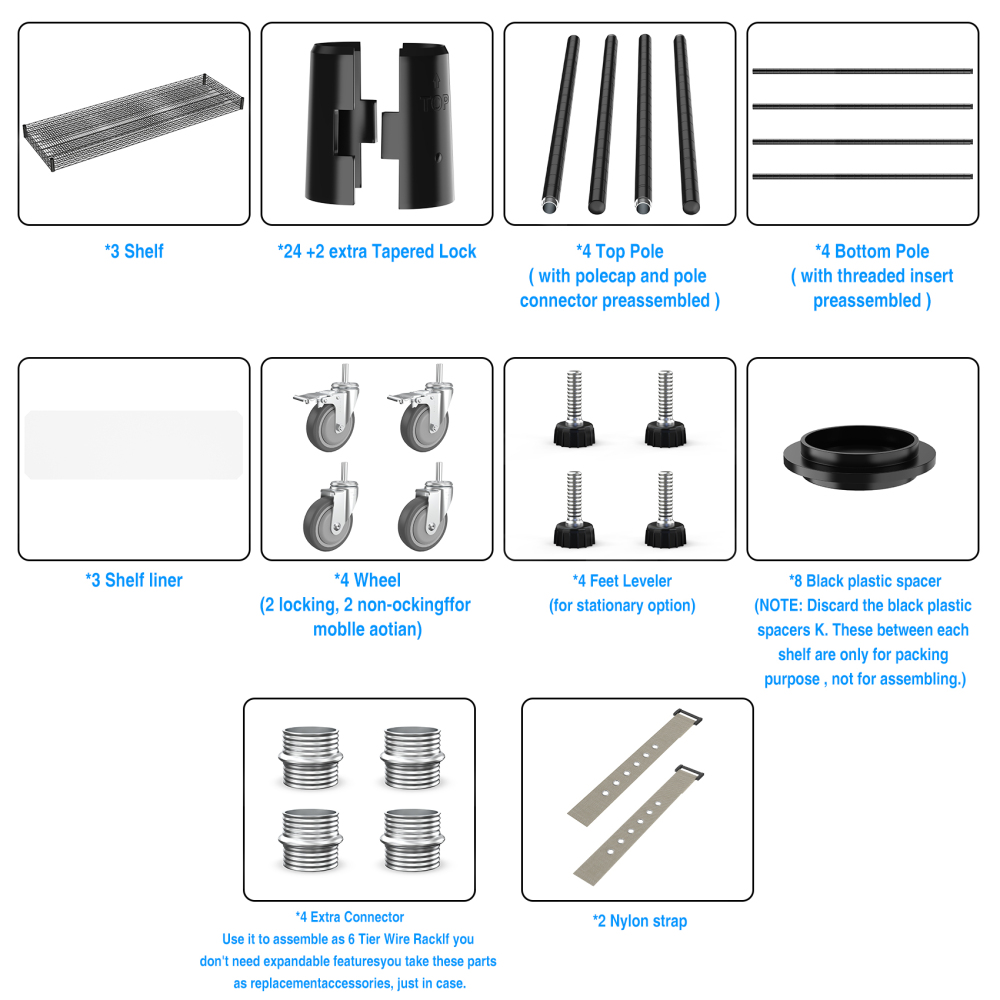 TOP
*3 Shelf
*24 +2 extra Tapered Lock
*4 Top Pole
( with polecap and pole
connector preassembled )
*4 Bottom Pole
( with threaded insert
preassembled )
*3 Shelf liner
*4 Wheel
(2 locking, 2 non-ockingffor
moblle aotian)
*4 Feet Leveler
(for stationary option)
*8 Black plastic spacer
(NOTE: Discard the black plastic
spacers K. These between each
shelf are only for packing
purpose , not for assembling.)
*4 Extra Connector
Use it to assemble as 6 Tier Wire RackIf you
don't need expandable featuresyou take these parts
as replacementaccessories, just in case.
*2 Nylon strap